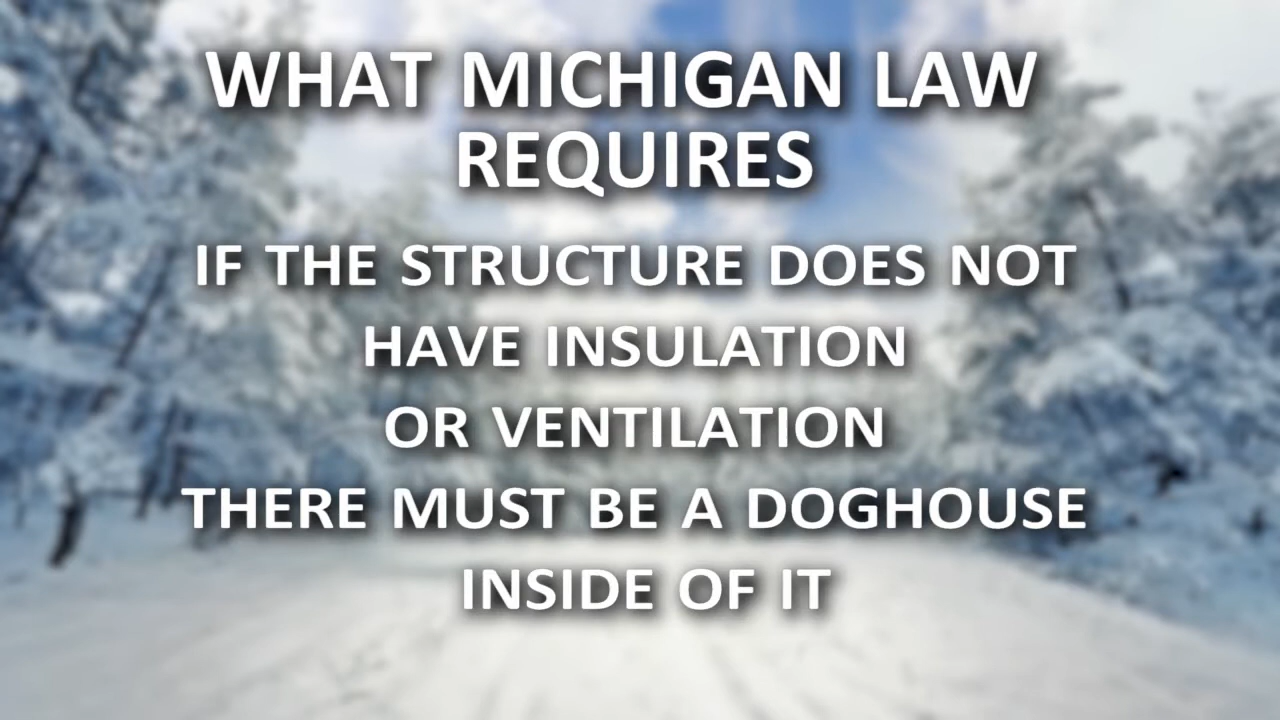 WHAT MICHIGAN LAW
REQUIRES
IF THE STRUCTURE DOES NOT
HAVE INSULATION
OR VENTILATION
THERE MUST BE A DOGHOUSE
INSIDE OF IT